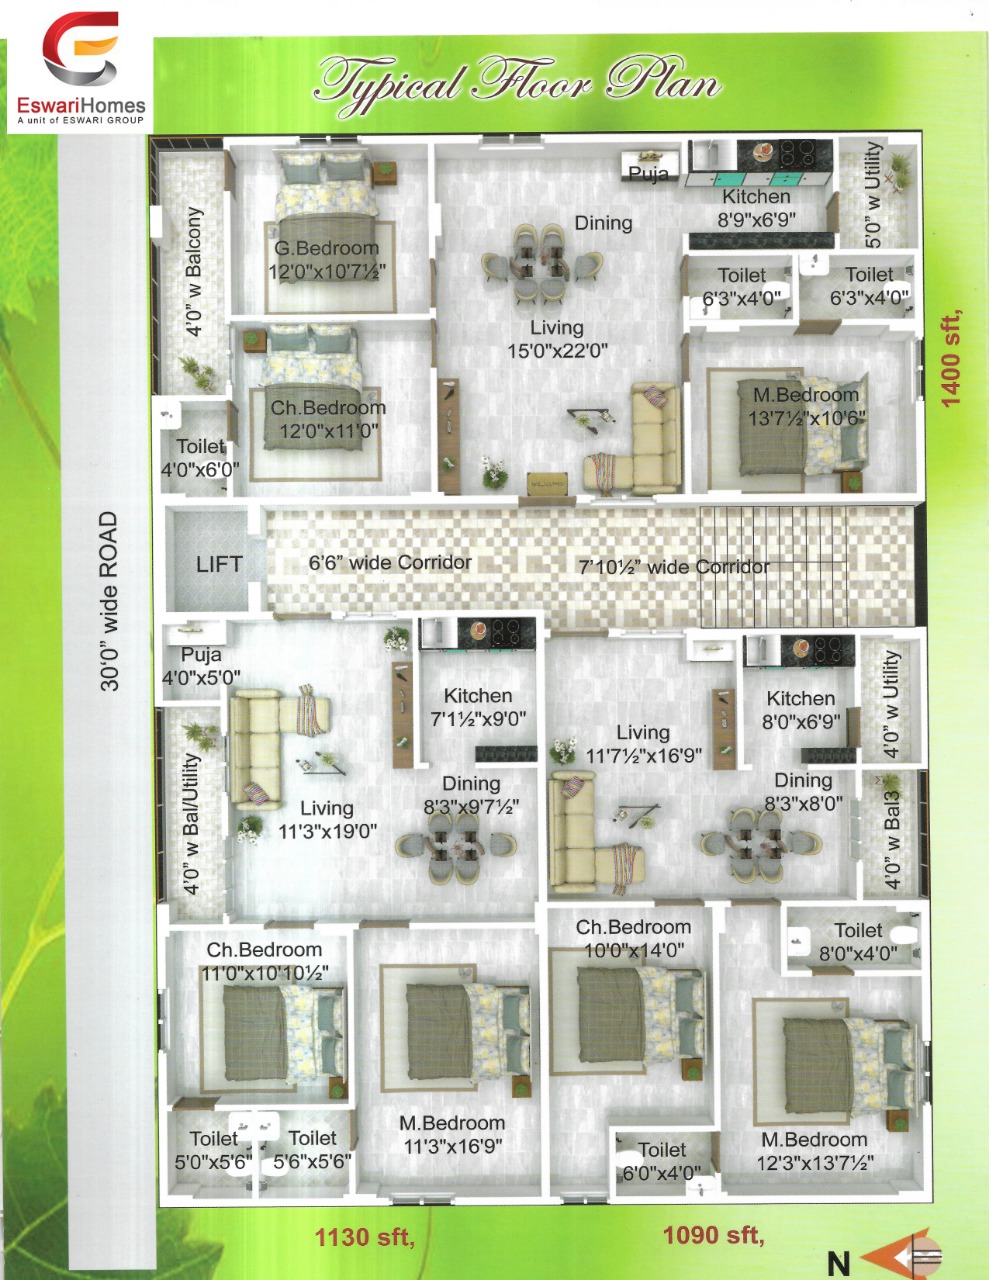 EswariHomes
A unit of ESWARI GROUP
Typical Floor Plan
4'0" w Balcony
G.Bedroom
12'0"x10'7½"
Puja
Dining
Kitchen
8'9"x6'9"
5'0" w Utility
Toilet
6'3"x4'0"
Toilet
6'3"x4'0"
Living
15'0"x22'0"
Ch.Bedroom
12'0"x11'0"
M.Bedroom
13'7½"x10'6"
Toilet
4'0"x6'0"
1400 sft,
30'0" wide ROAD
LIFT
6'6" wide Corridor
7'10½" wide Corridor
Puja
4'0"x5'0"
Kitchen
7'1½"x9'0"
Living
11'7½"x16'9"
Kitchen
8'0"x6'9"
4'0" w Utility
4'0" w Bal/Utility
Living
11'3"x19'0"
Dining
8'3"x9'7½"
Dining
8'3"x8'0"
4'0" w Bal3
Ch.Bedroom
11'0"x10'10½"
Ch.Bedroom
10'0"x14'0"
Toilet
8'0"x4'0"
M.Bedroom
11'3"x16'9"
Toilet
5'0"x5'6"
Toilet
5'6"x5'6"
Toilet
6'0"x4'0"
M.Bedroom
12'3"x13'7½"
1130 sft,
1090 sft,
N